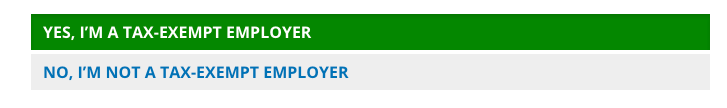 YES, I’M A TAX-EXEMPT EMPLOYER
NO, I’M NOT A TAX-EXEMPT EMPLOYER